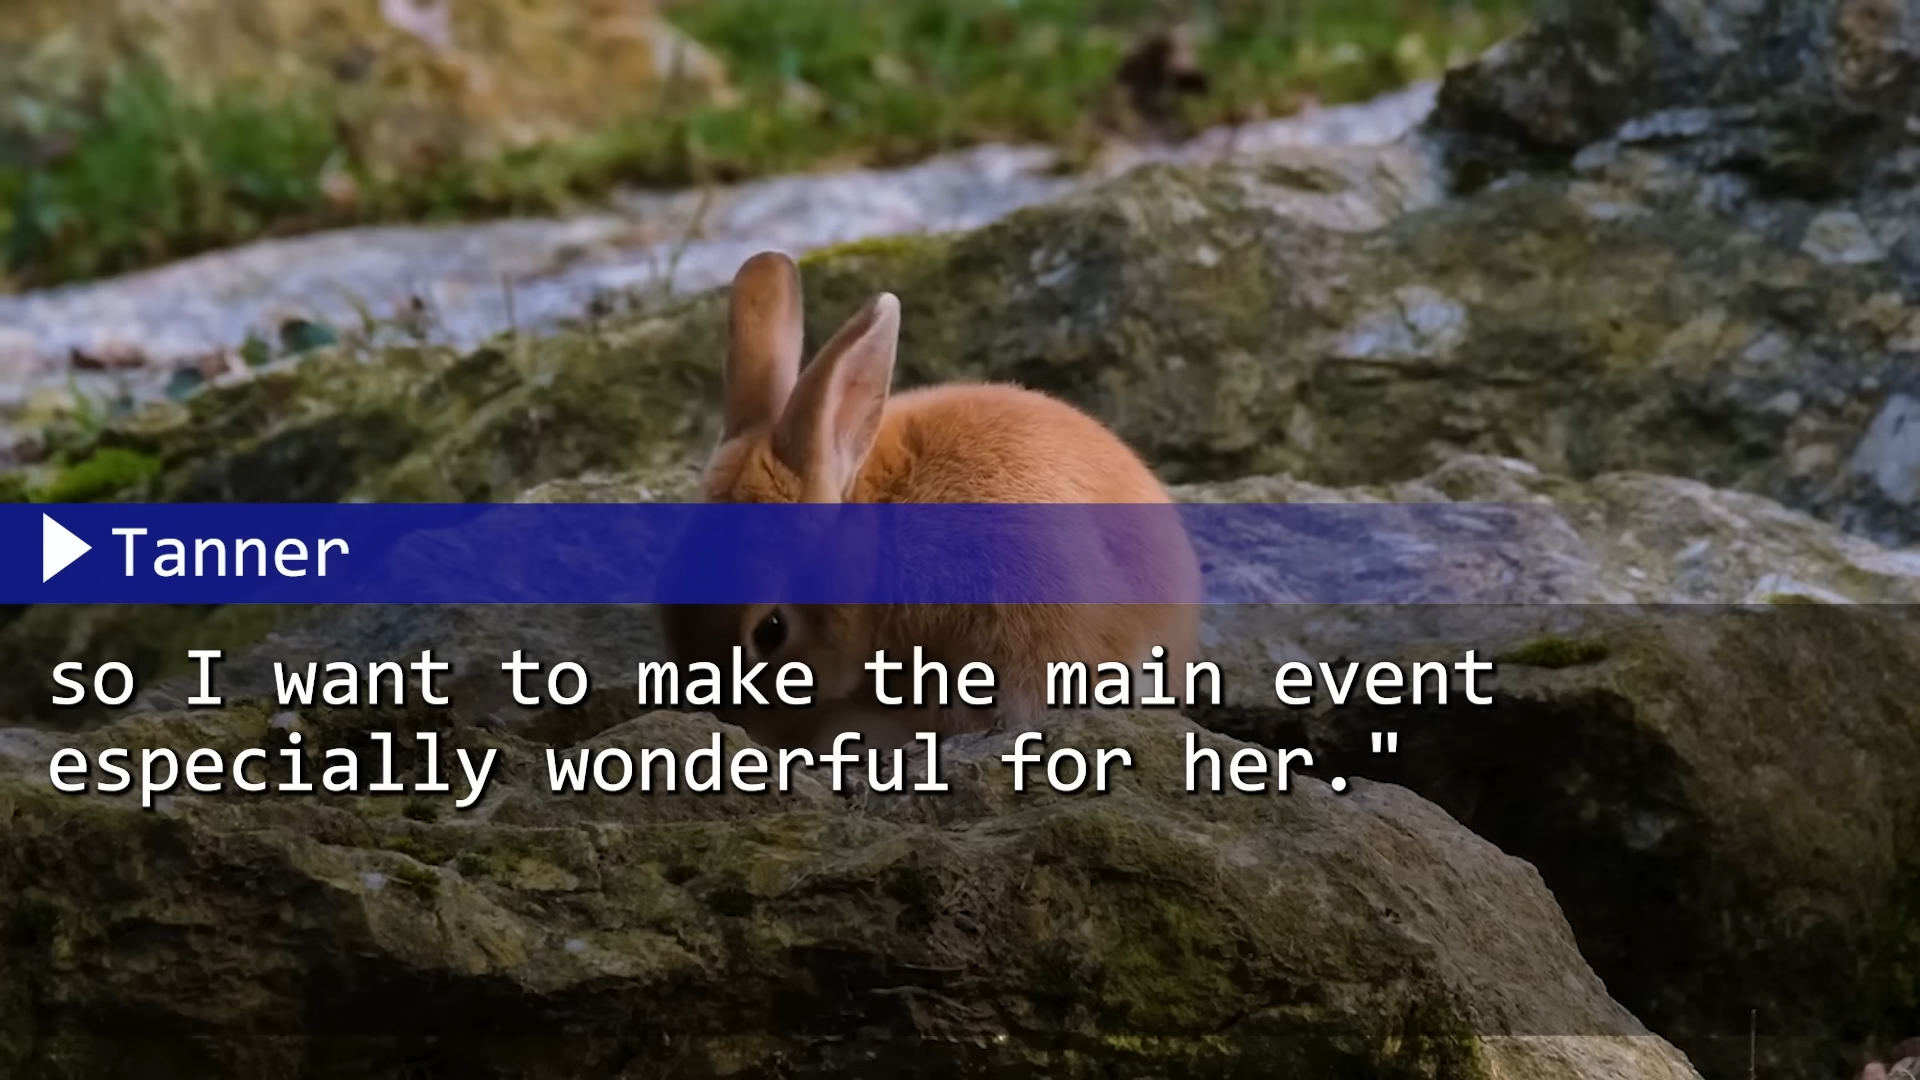 Tanner
so I want to make the main event
especially wonderful for her."